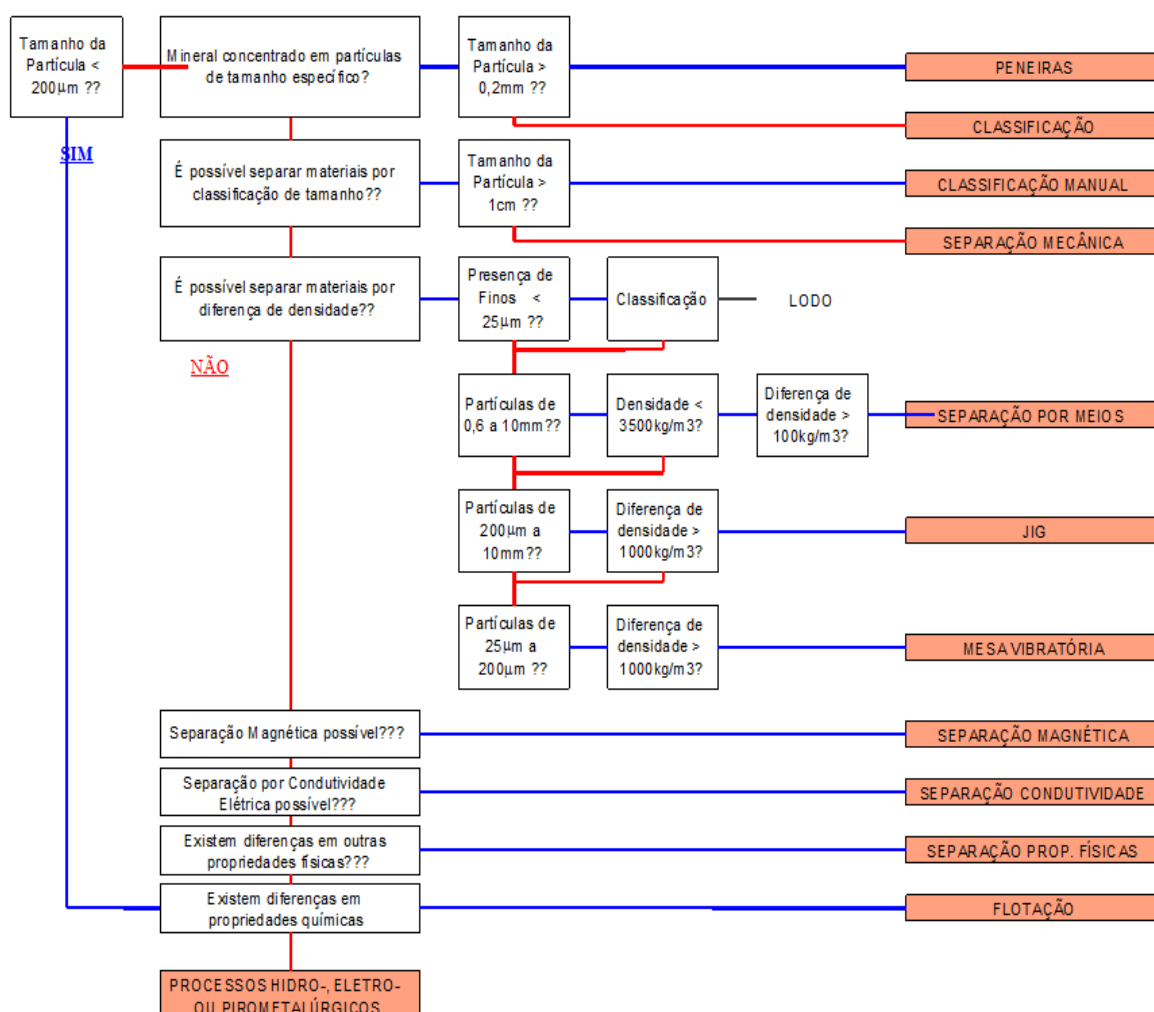 Tamanho da
Partícula <
200µm ??
Mineral concentrado em partículas
de tamanho específico?
Tamanho da
Partícula >
0,2mm ??
PENEIRAS
CLASSIFICAÇÃO
SIM
É possível separar materiais por
classificação de tamanho??
Tamanho da
Partícula >
1cm ??
CLASSIFICAÇÃO MANUAL
SEPARAÇÃO MECÂNICA
É possível separar materiais por
diferença de densidade??
Presença de
Finos <
25µm ??
Classificação
LODO
NÃO
Partículas de
0,6 a 10mm??
Densidade <
3500kg/m3?
Diferença de
densidade >
100kg/m3?
SEPARAÇÃO POR MEIOS
Partículas de
200µm a
10mm??
Diferença de
densidade >
1000kg/m3?
JIG
Partículas de
25µm a
200µm ??
Diferença de
densidade >
1000kg/m3?
MESA VIBRATÓRIA
Separação Magnética possível???
SEPARAÇÃO MAGNÉTICA
Separação por Condutividade
Elétrica possível???
SEPARAÇÃO CONDUTIVIDADE
Existem diferenças em outras
propriedades físicas???
SEPARAÇÃO PROP. FÍSICAS
Existem diferenças em
propriedades químicas
FLOTAÇÃO
PROCESSOS HIDRO-, ELETRO-
OU PIROMETALÚRGICOS